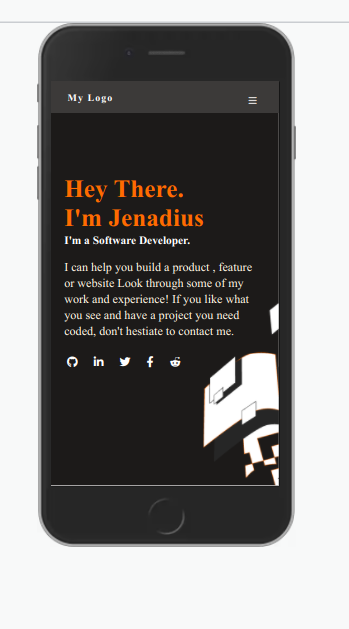 My Logo
Hey There.
I'm Jenadius
I'm a Software Developer.
I can help you build a product , feature
or website Look through some of my
work and experience! If you like what
you see and have a project you need
coded, don't hestiate to contact me.